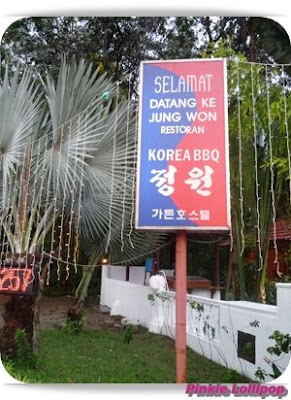 SELAMAT
DATANG KE
JUNG WON
RESTORAN
KOREA BBQ
정원
가든호스텔
Pinkie Lollipop